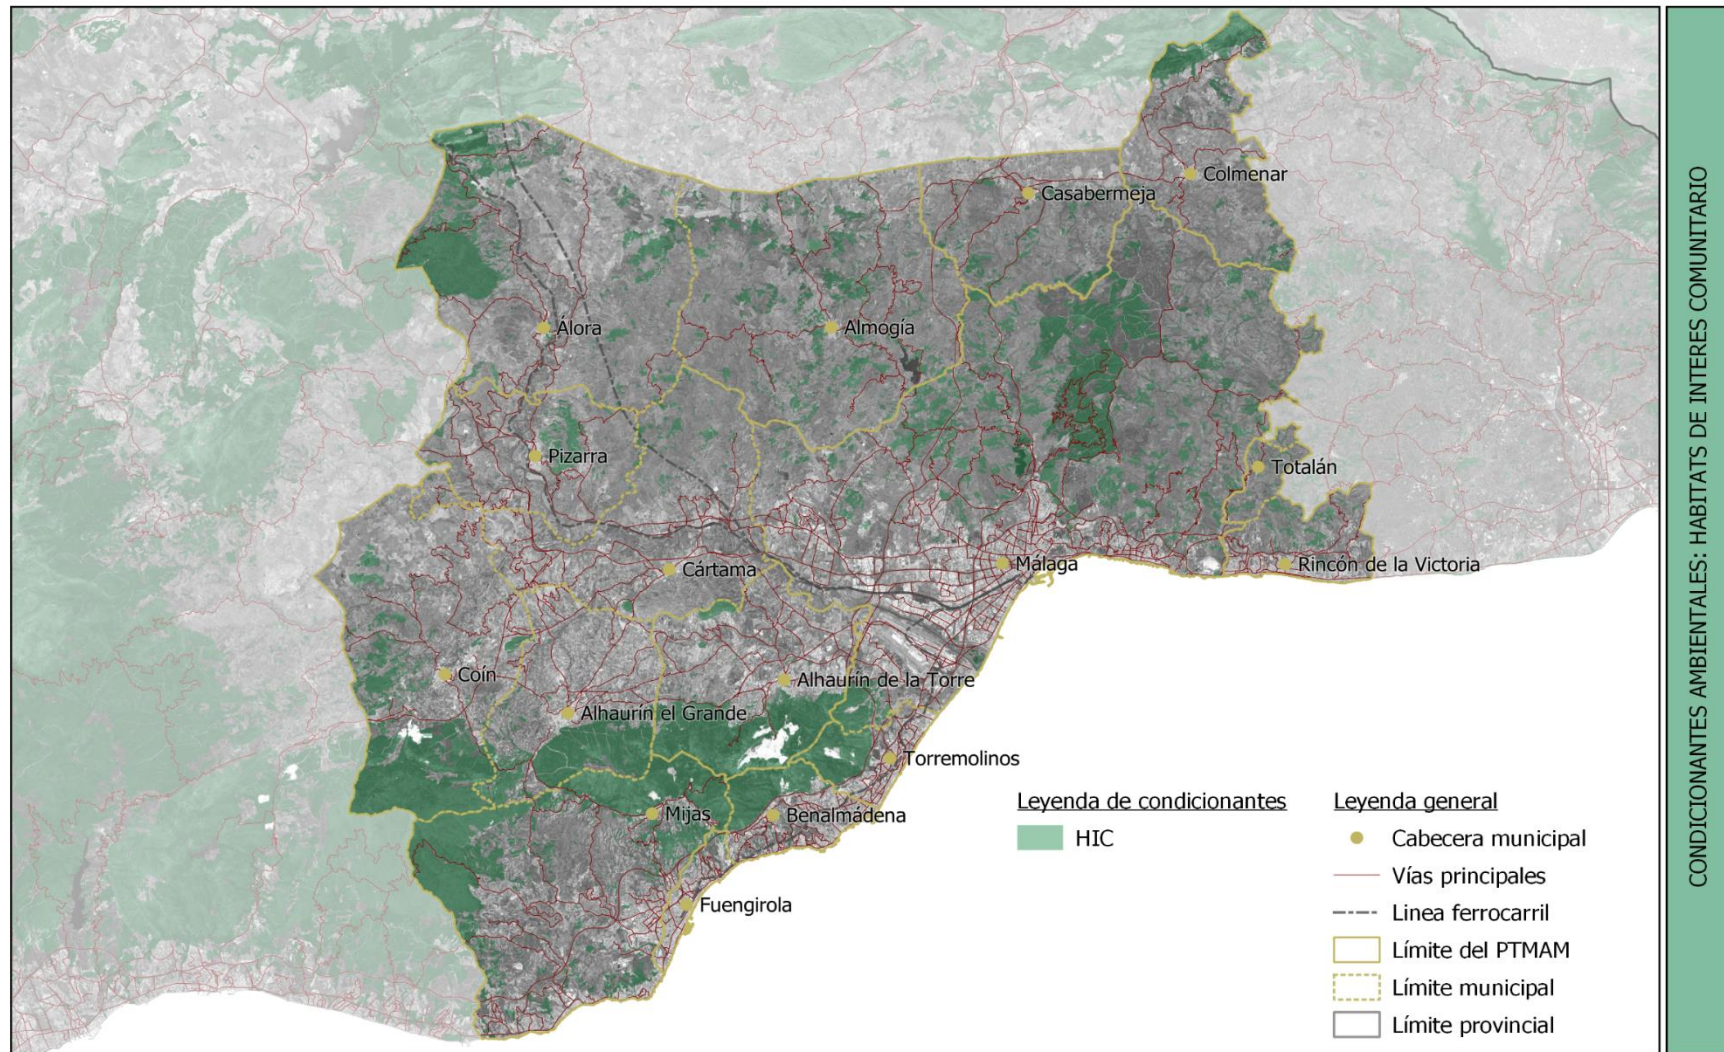 Colmenar
Casabermeja
Álora
Almogía
Pizarra
Totalán
Cártama
Málaga
Rincón de la Victoria
Coín
Alhaurín de la Torre
Alhaurín el Grande
Torremolinos
Mijas
Benalmádena
Fuengirola
Leyenda de condicionantes
HIC
Leyenda general
Cabecera municipal
Vías principales
Linea ferrocarril
Límite del PTMAM
Límite municipal
Límite provincial
CONDICIONANTES AMBIENTALES: HABITATS DE INTERES COMUNITARIO